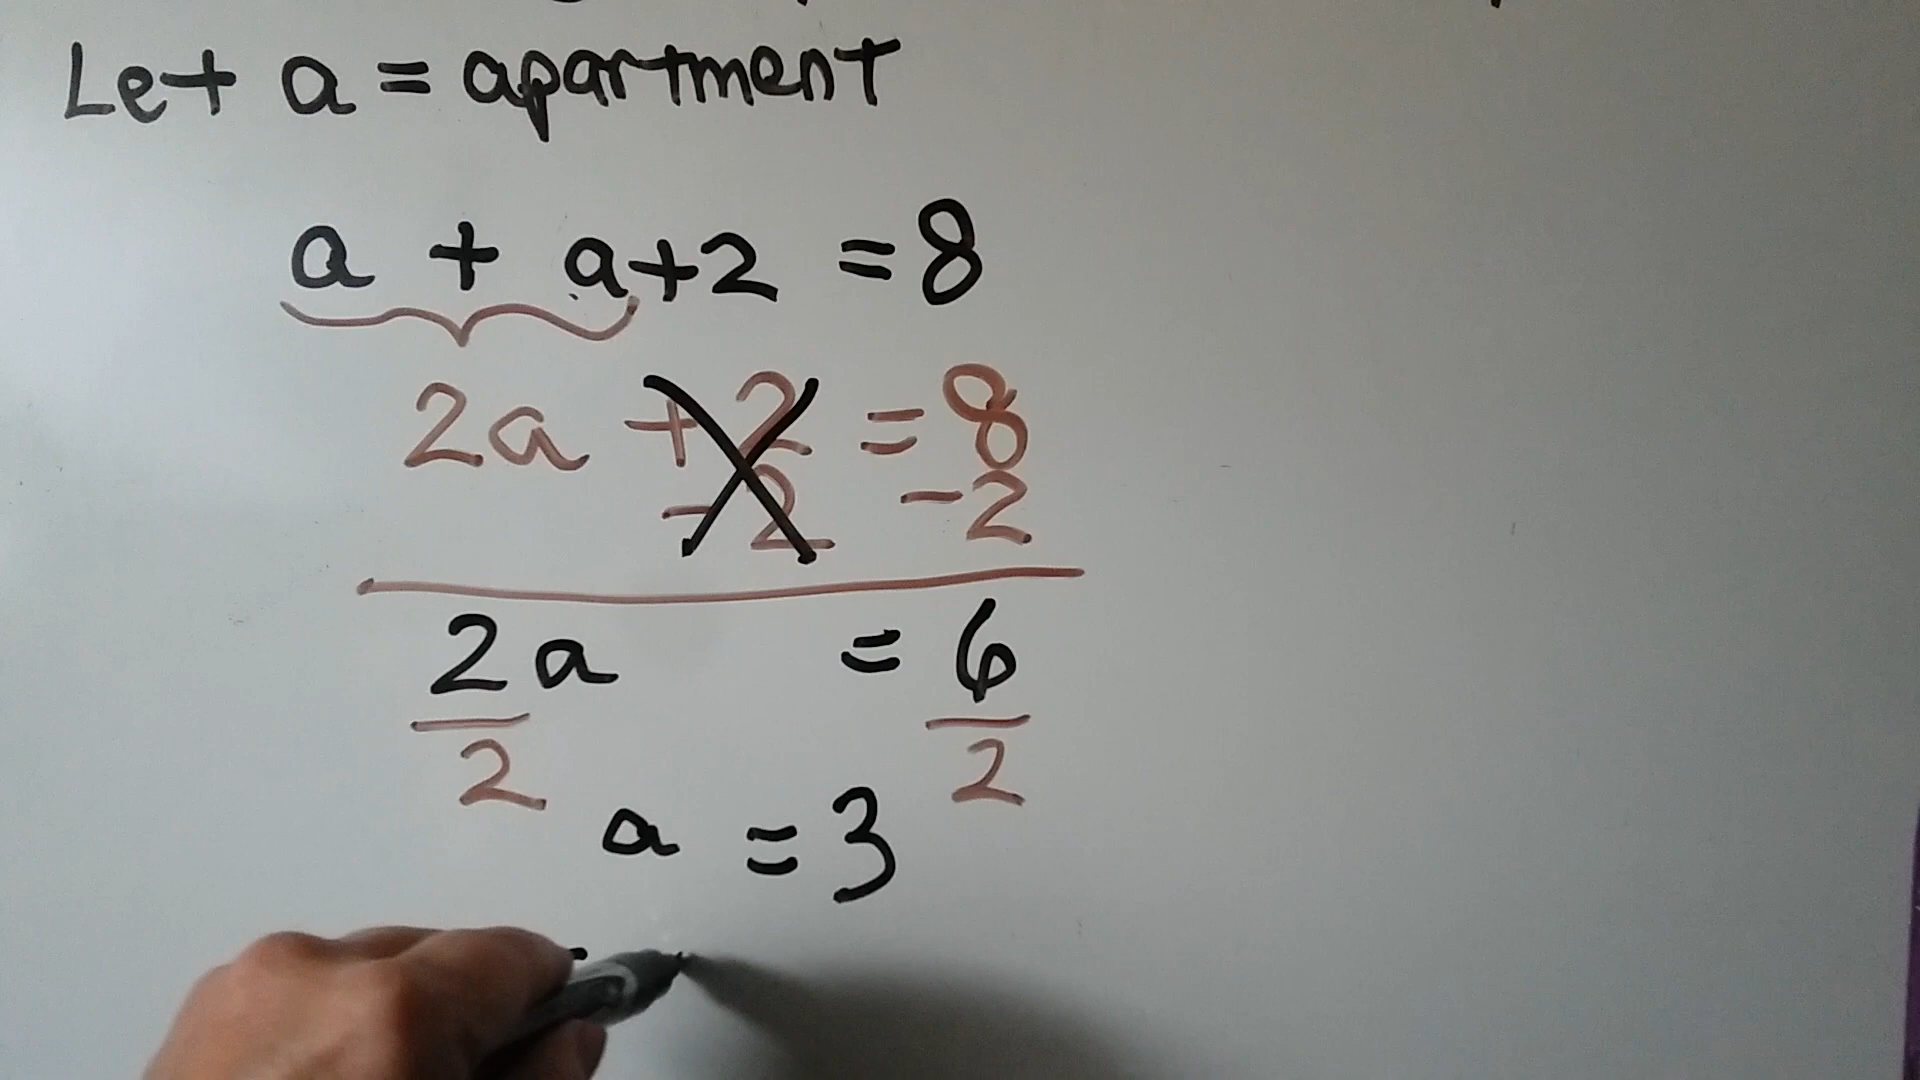 Let a = apartment
a + a+2 = 8
2a + 2 = 8
- 2 - 2
2a = 6
2 2
a = 3